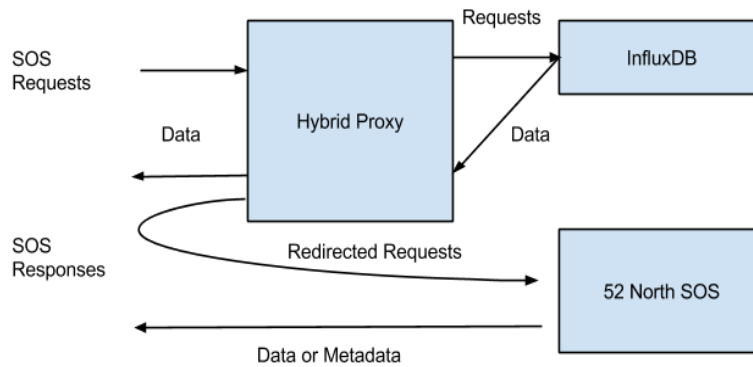 Requests
SOS
Requests
InfluxDB
Hybrid Proxy
Data
Data
SOS
Responses
Redirected Requests
52 North SOS
Data or Metadata